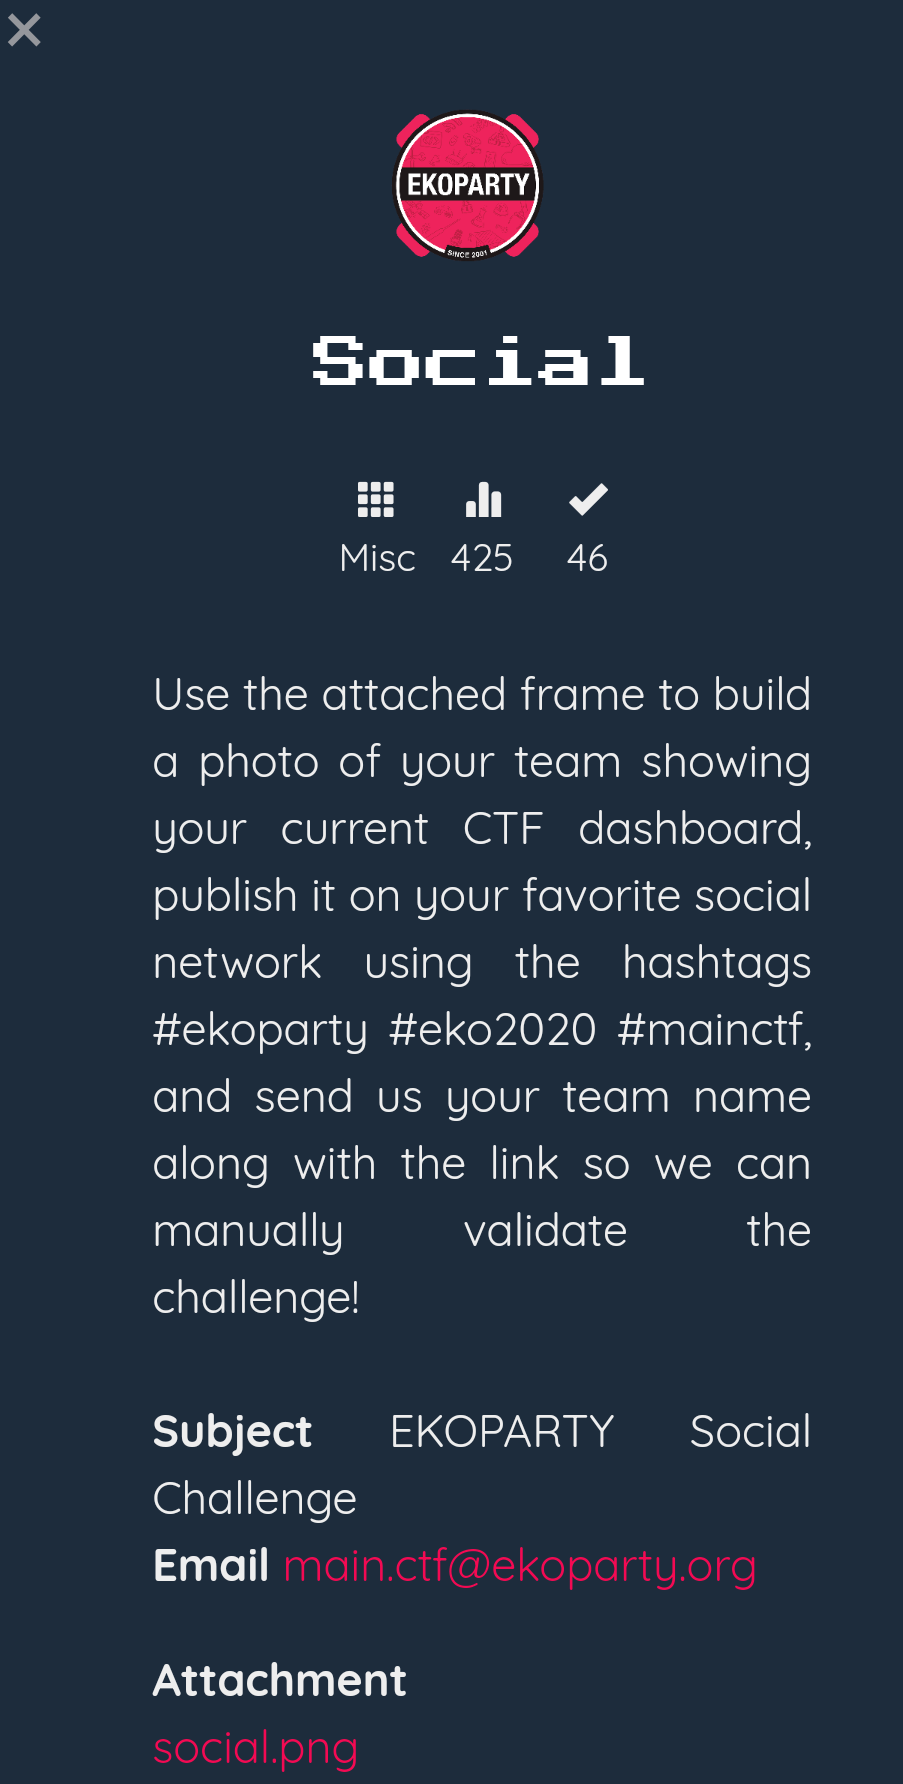 EKOPARTY
SINCE 2001
Social
Misc 425 46
Use the attached frame to build
a photo of your team showing
your current CTF dashboard,
publish it on your favorite social
network using the hashtags
#ekoparty #eko2020 #mainctf,
and send us your team name
along with the link so we can
manually validate the
challenge!
Subject EKOPARTY Social
Challenge
Email main.ctf@ekoparty.org
Attachment
social.png